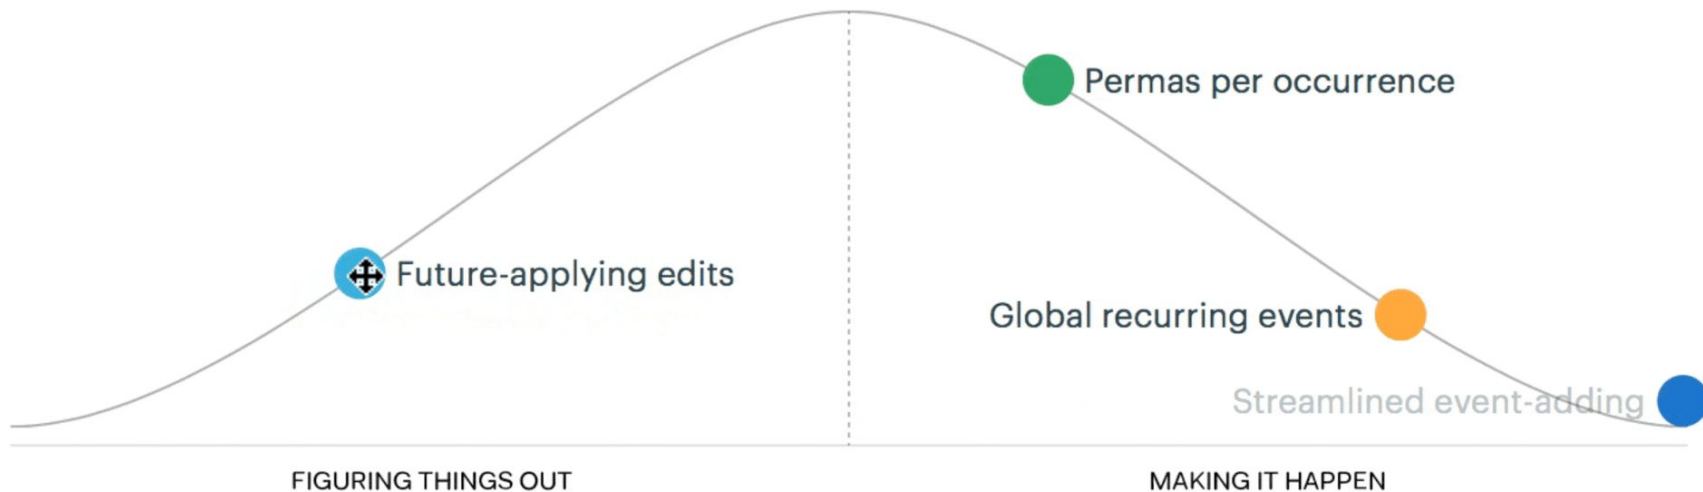 Permas per occurrence
Future-applying edits
Global recurring events
Streamlined event-adding
FIGURING THINGS OUT
MAKING IT HAPPEN